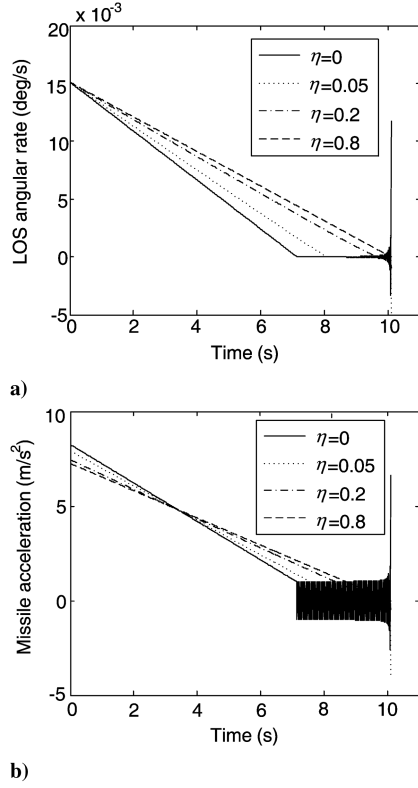 x 10⁻³
20
15
10
5
0
-5
LOS angular rate (deg/s)
η=0
η=0.05
η=0.2
η=0.8
0 2 4 6 8 10
Time (s)
a)
10
5
0
-5
Missile acceleration (m/s²)
η=0
η=0.05
η=0.2
η=0.8
0 2 4 6 8 10
Time (s)
b)